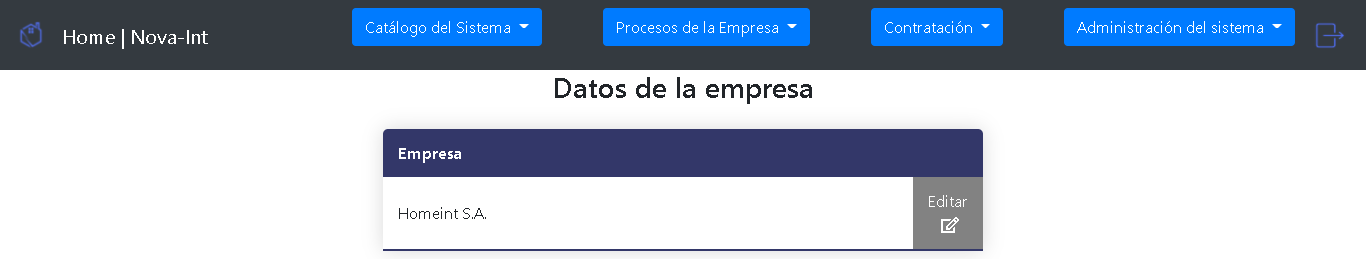 Home | Nova-Int
Catálogo del Sistema
Procesos de la Empresa
Contratación
Administración del sistema
Datos de la empresa
Empresa
Homeint S.A.
Editar